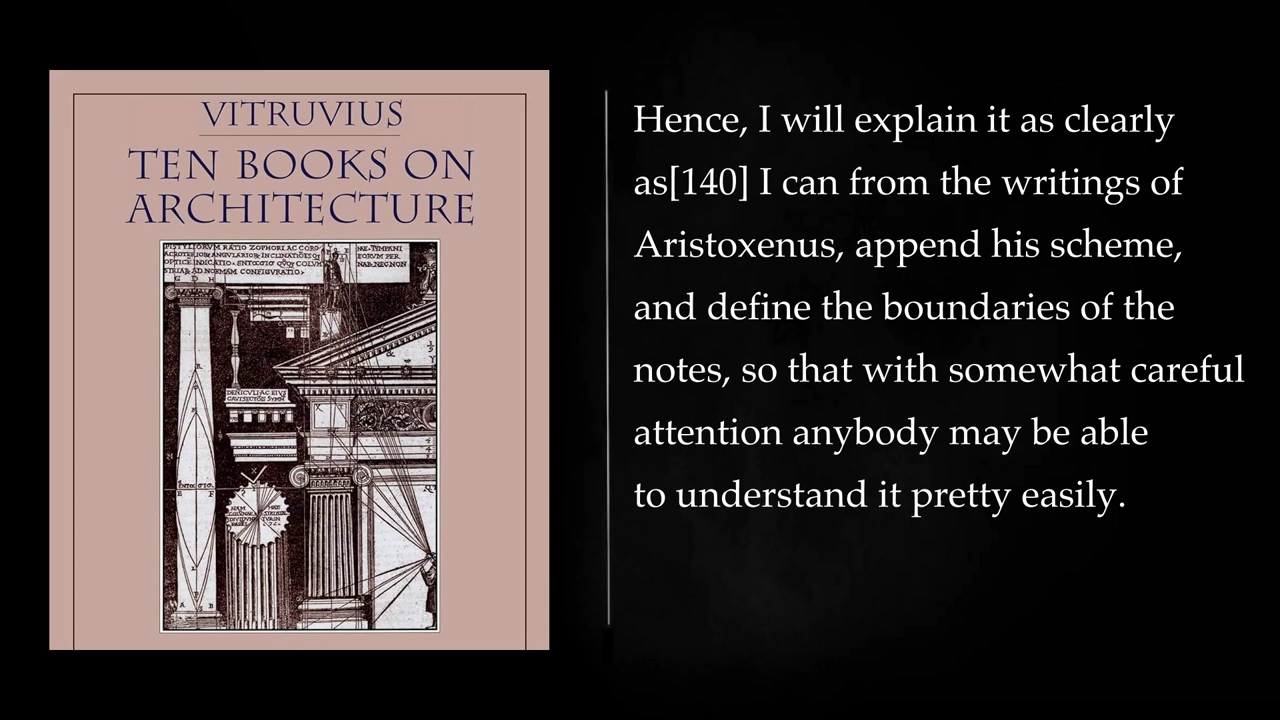 VITRUVIUS
TEN BOOKS ON
ARCHITECTURE
Hence, I will explain it as clearly
as[140] I can from the writings of
Aristoxenus, append his scheme,
and define the boundaries of the
notes, so that with somewhat careful
attention anybody may be able
to understand it pretty easily.